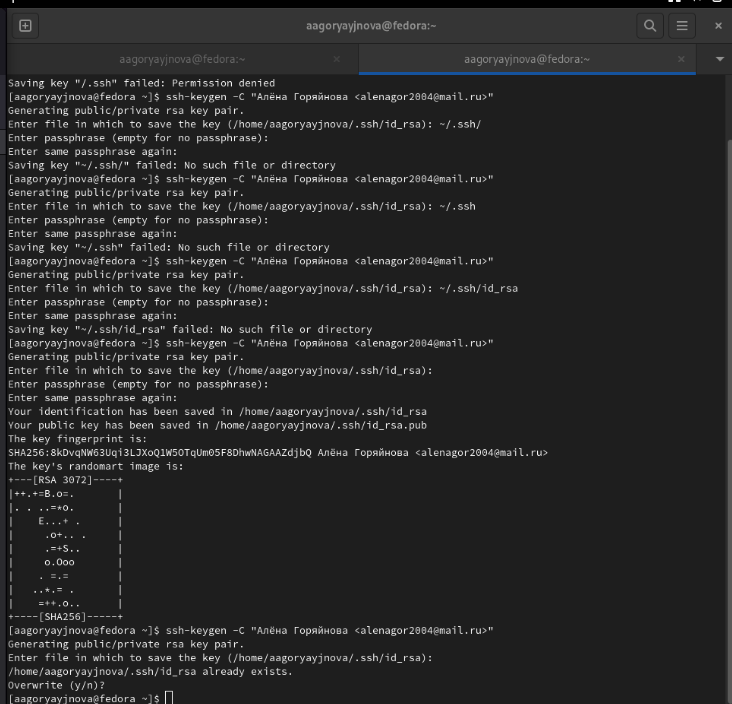 aagoryayjnova@fedora:~
aagoryayjnova@fedora:~
aagoryayjnova@fedora:~
Saving key "/.ssh" failed: Permission denied
[aagoryayjnova@fedora ~]$ ssh-keygen -C "Алёна Горяйнова <alenagor2004@mail.ru>"
Generating public/private rsa key pair.
Enter file in which to save the key (/home/aagoryayjnova/.ssh/id_rsa): ~/.ssh/
Enter passphrase (empty for no passphrase):
Enter same passphrase again:
Saving key "~/.ssh/" failed: No such file or directory
[aagoryayjnova@fedora ~]$ ssh-keygen -C "Алёна Горяйнова <alenagor2004@mail.ru>"
Generating public/private rsa key pair.
Enter file in which to save the key (/home/aagoryayjnova/.ssh/id_rsa): ~/.ssh
Enter passphrase (empty for no passphrase):
Enter same passphrase again:
Saving key "~/.ssh" failed: No such file or directory
[aagoryayjnova@fedora ~]$ ssh-keygen -C "Алёна Горяйнова <alenagor2004@mail.ru>"
Generating public/private rsa key pair.
Enter file in which to save the key (/home/aagoryayjnova/.ssh/id_rsa): ~/.ssh/id_rsa
Enter passphrase (empty for no passphrase):
Enter same passphrase again:
Saving key "~/.ssh/id_rsa" failed: No such file or directory
[aagoryayjnova@fedora ~]$ ssh-keygen -C "Алёна Горяйнова <alenagor2004@mail.ru>"
Generating public/private rsa key pair.
Enter file in which to save the key (/home/aagoryayjnova/.ssh/id_rsa):
Enter passphrase (empty for no passphrase):
Enter same passphrase again:
Your identification has been saved in /home/aagoryayjnova/.ssh/id_rsa
Your public key has been saved in /home/aagoryayjnova/.ssh/id_rsa.pub
The key fingerprint is:
SHA256:8kDvqNW63Uqi3LJXoQ1W5OTqUm05F8DhwNAGAAZdjbQ Алёна Горяйнова <alenagor2004@mail.ru>
The key's randomart image is:
+---[RSA 3072]----+
|++.+=B.o=.       |
|. . ..=*o.       |
|    E...+ .      |
|     .o+.. .     |
|     .=+S..      |
|     o.Ooo       |
|    . =.=        |
|   ..*.= .       |
|    =++.o..      |
+----[SHA256]-----+
[aagoryayjnova@fedora ~]$ ssh-keygen -C "Алёна Горяйнова <alenagor2004@mail.ru>"
Generating public/private rsa key pair.
Enter file in which to save the key (/home/aagoryayjnova/.ssh/id_rsa):
/home/aagoryayjnova/.ssh/id_rsa already exists.
Overwrite (y/n)?
[aagoryayjnova@fedora ~]$